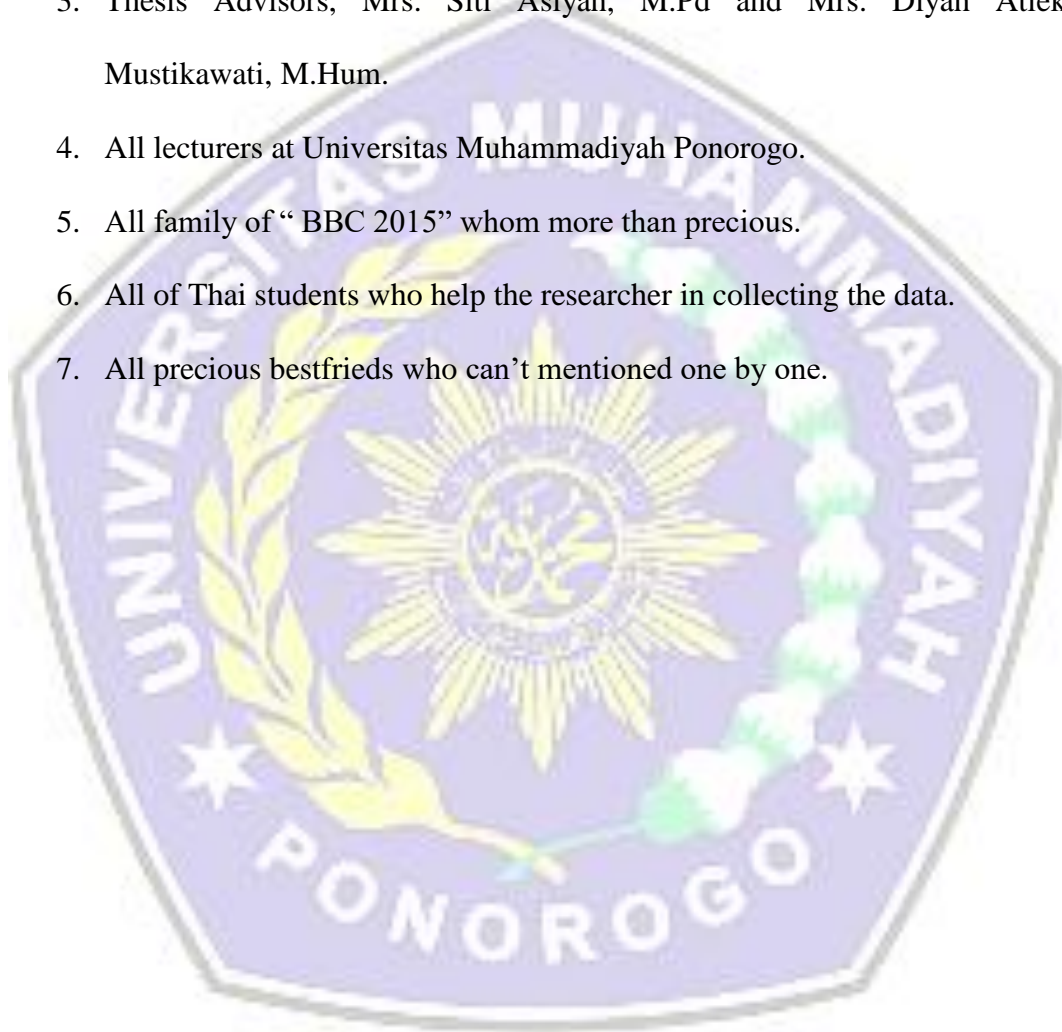 3. Thesis Advisors, Mrs. Siti Asiyah, M.Pd and Mrs. Diyah Atiek
Mustikawati, M.Hum.
4. All lecturers at Universitas Muhammadiyah Ponorogo.
5. All family of “ BBC 2015” whom more than precious.
6. All of Thai students who help the researcher in collecting the data.
7. All precious bestfrieds who can’t mentioned one by one.
UNIVERSITAS MUHAMMADIYAH
PONOROGO